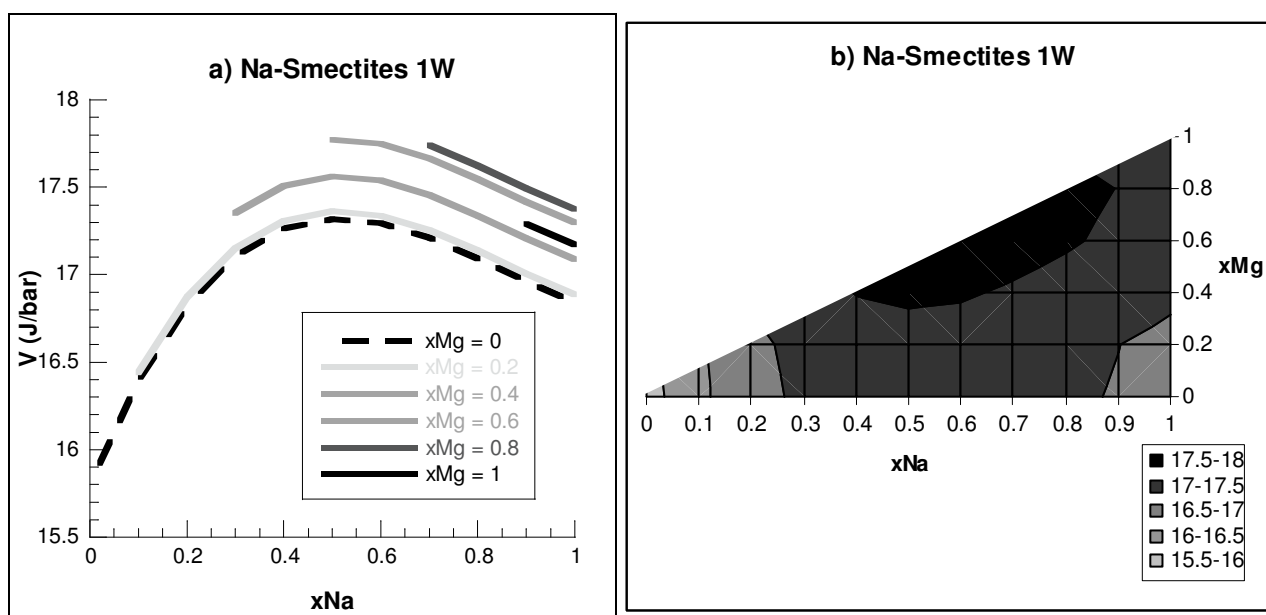 a) Na-Smectites 1W
V (J/bar)
18
17.5
17
16.5
16
15.5
0
0.2
0.4
0.6
0.8
1
xNa
xMg = 0
xMg = 0.2
xMg = 0.4
xMg = 0.6
xMg = 0.8
xMg = 1
b) Na-Smectites 1W
1
0.8
0.6
0.4
0.2
0
xMg
0 0.1 0.2 0.3 0.4 0.5 0.6 0.7 0.8 0.9 1
xNa
17.5-18
17-17.5
16.5-17
16-16.5
15.5-16